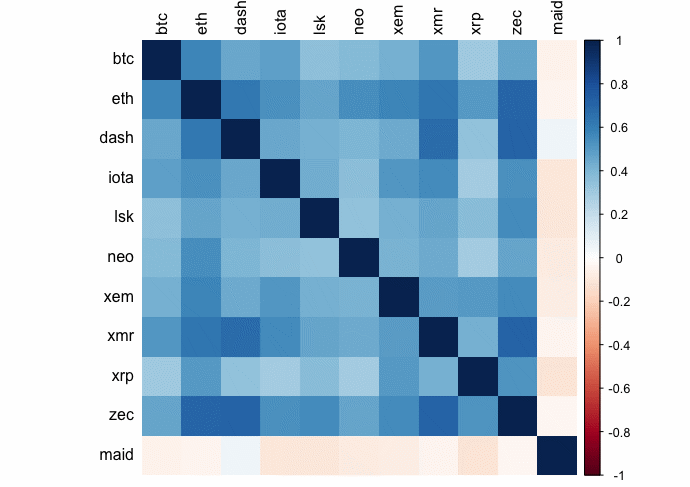 btc eth dash iota lsk neo xem xmr xrp zec maid
btc
eth
dash
iota
lsk
neo
xem
xmr
xrp
zec
maid
1
0.8
0.6
0.4
0.2
0
-0.2
-0.4
-0.6
-0.8
-1